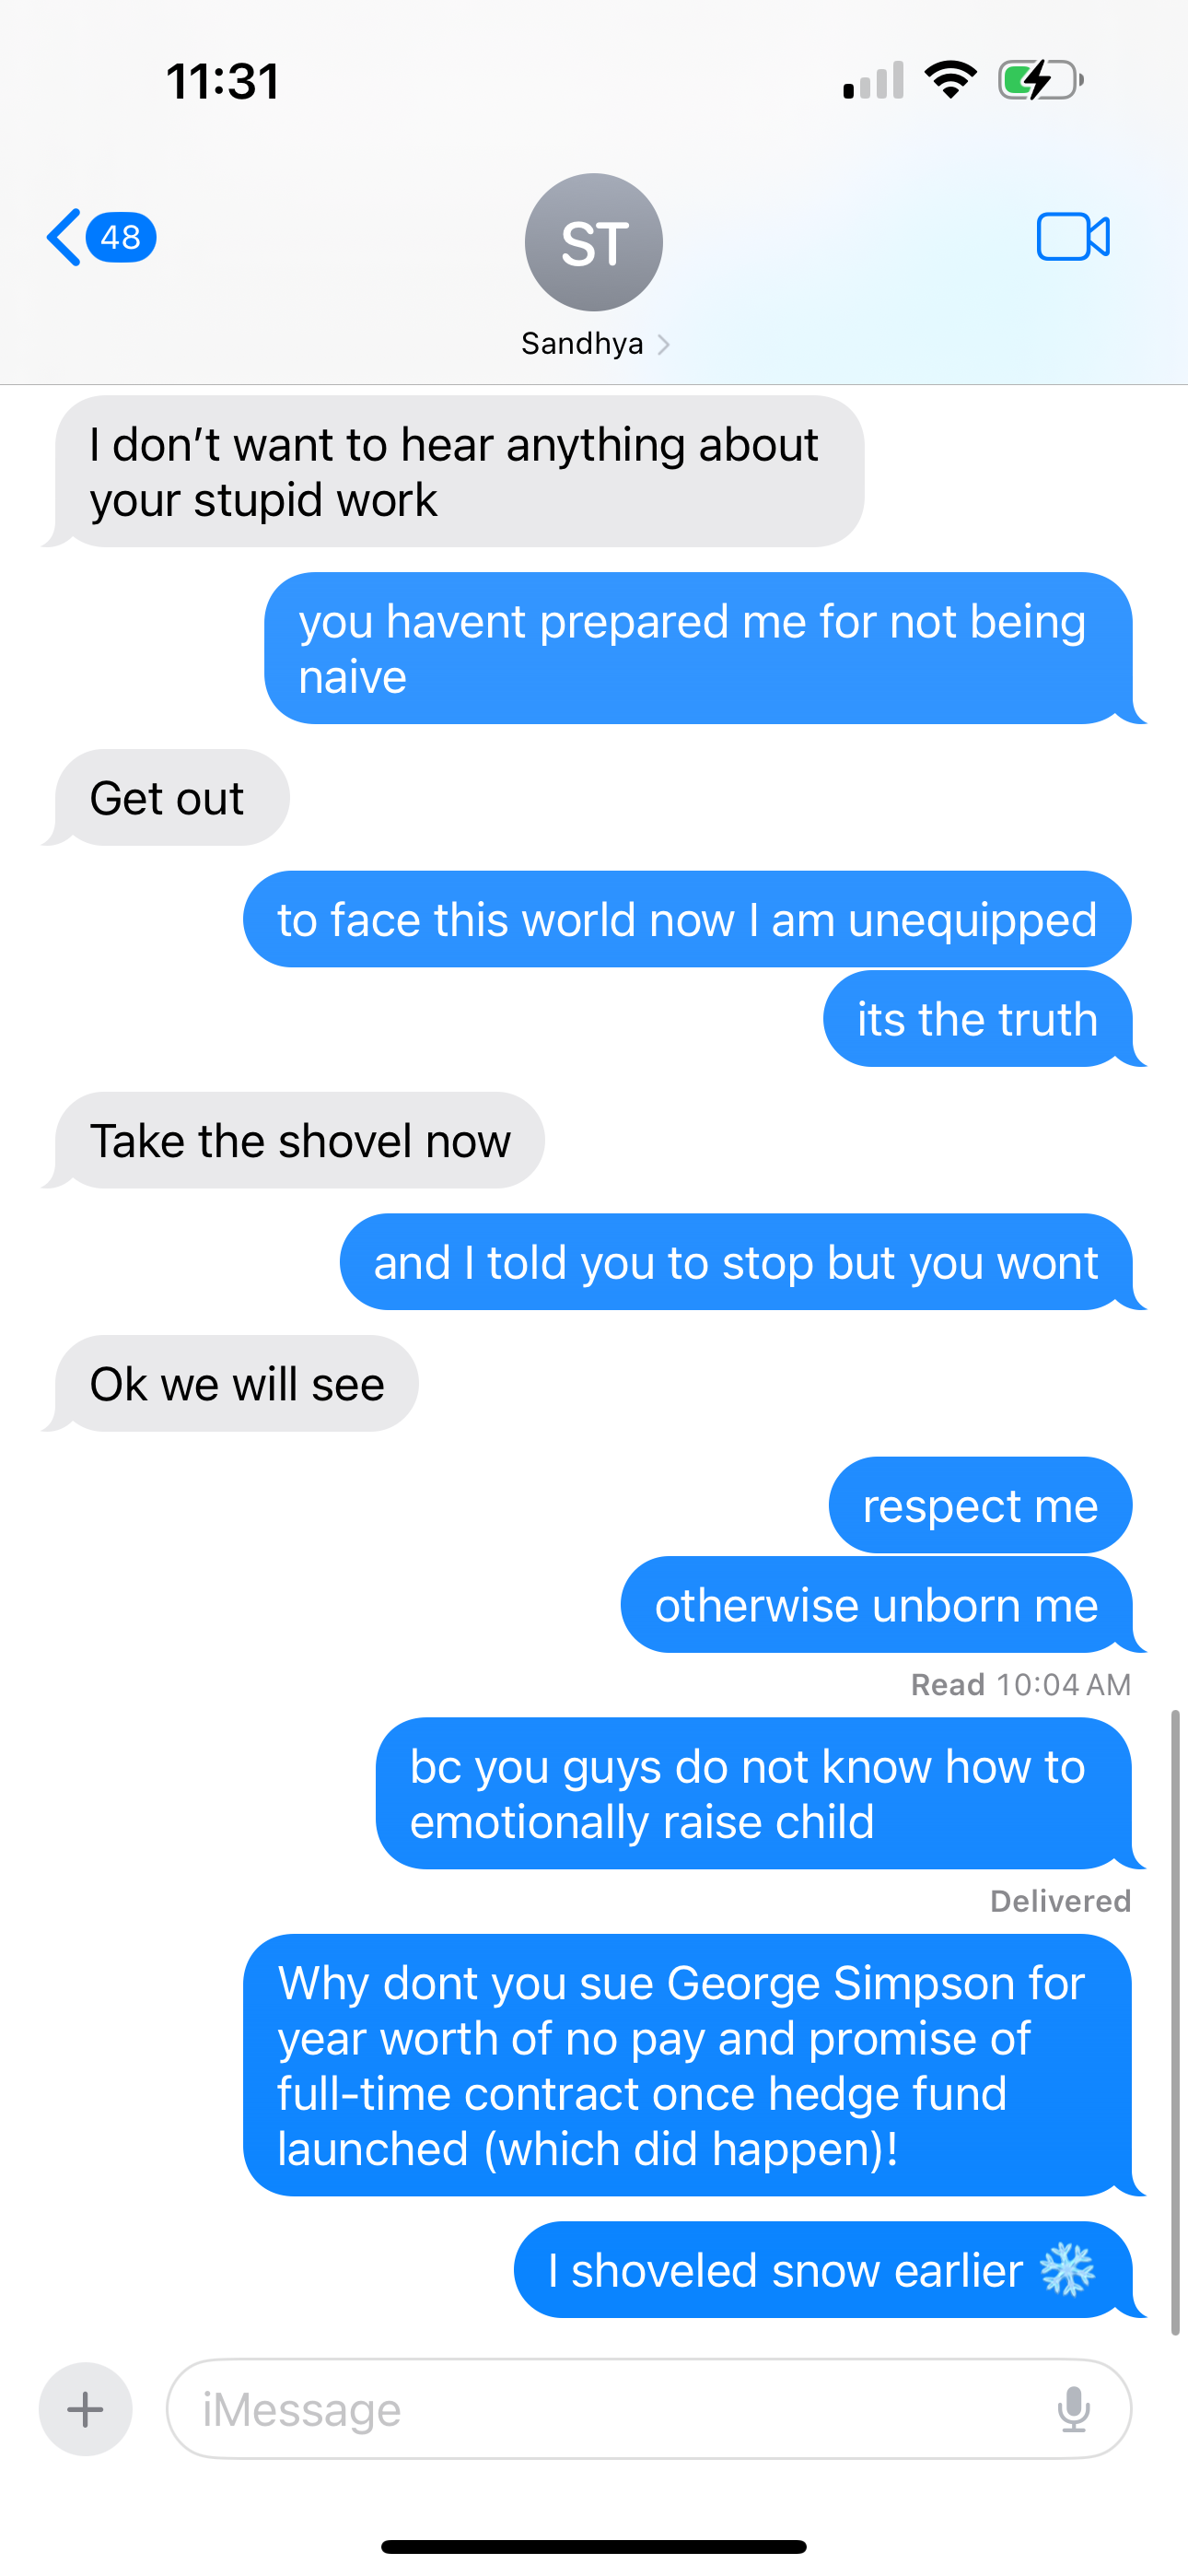 11:31
48
ST
Sandhya
I don’t want to hear anything about
your stupid work
you havent prepared me for not being
naive
Get out
to face this world now I am unequipped
its the truth
Take the shovel now
and I told you to stop but you wont
Ok we will see
respect me
otherwise unborn me
Read 10:04 AM
bc you guys do not know how to
emotionally raise child
Delivered
Why dont you sue George Simpson for
year worth of no pay and promise of
full-time contract once hedge fund
launched (which did happen)!
I shoveled snow earlier ❄️
iMessage